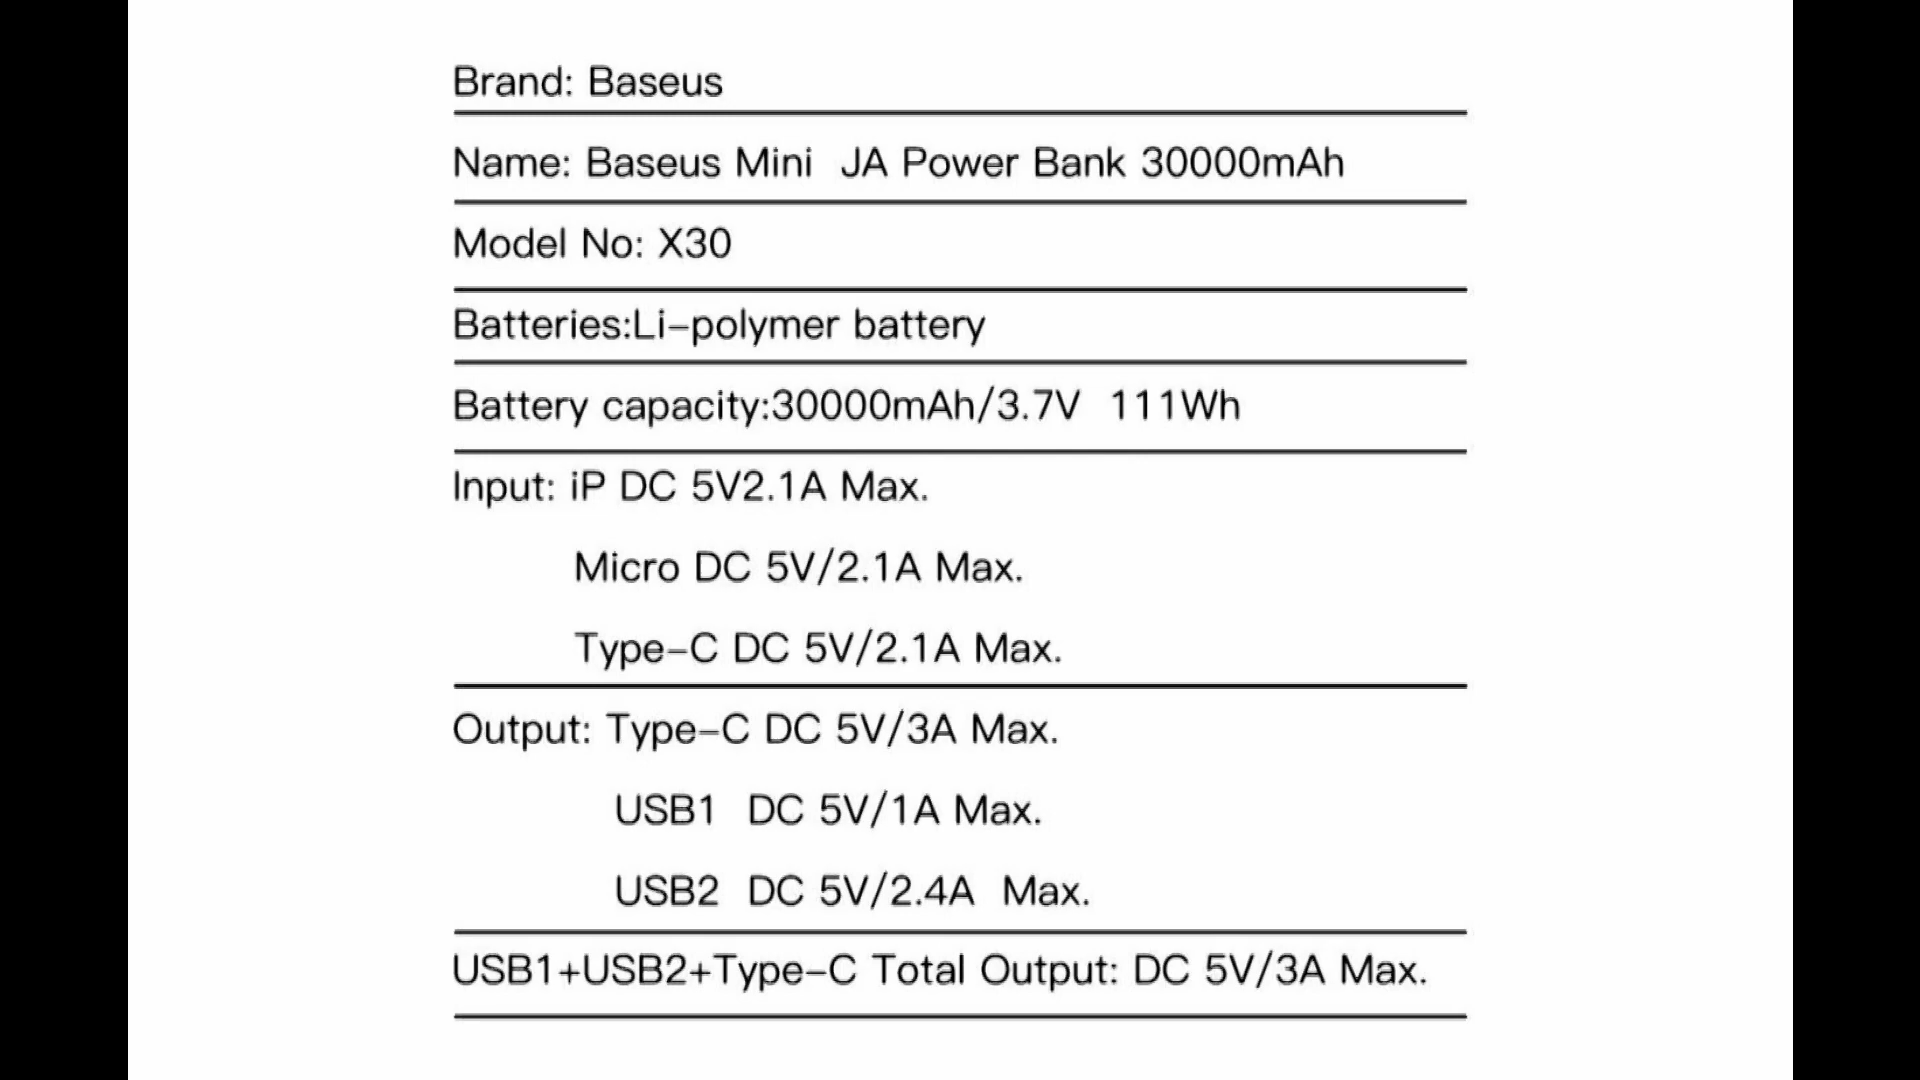 Brand: Baseus
Name: Baseus Mini  JA Power Bank 30000mAh
Model No: X30
Batteries:Li-polymer battery
Battery capacity:30000mAh/3.7V  111Wh
Input: iP DC 5V2.1A Max.
Micro DC 5V/2.1A Max.
Type-C DC 5V/2.1A Max.
Output: Type-C DC 5V/3A Max.
USB1  DC 5V/1A Max.
USB2  DC 5V/2.4A  Max.
USB1+USB2+Type-C Total Output: DC 5V/3A Max.